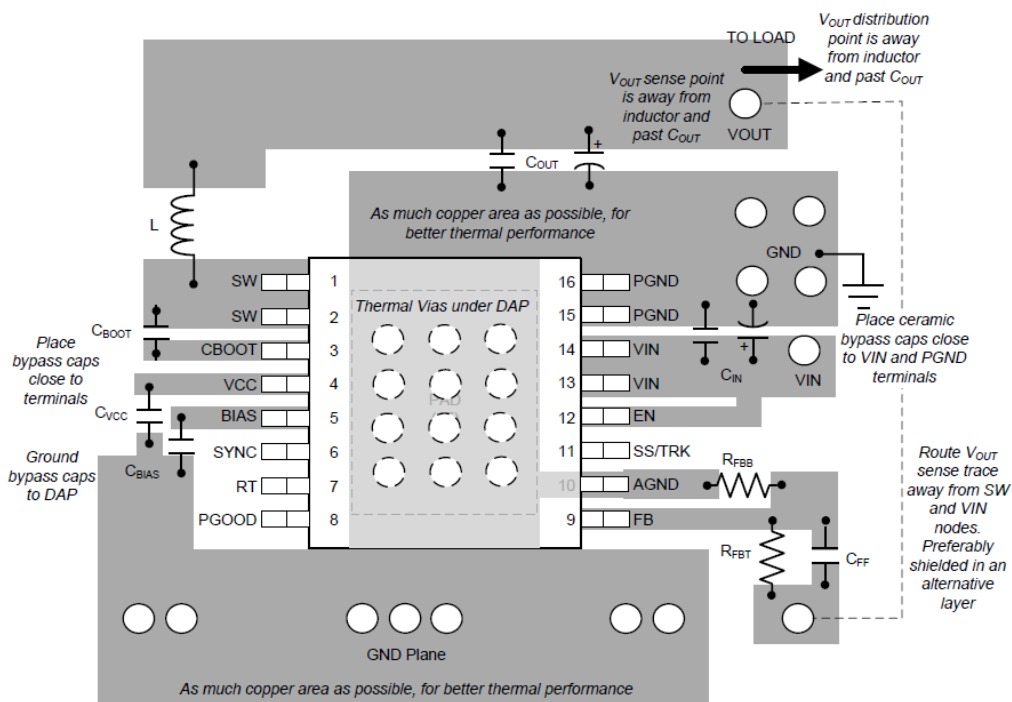 TO LOAD
VOUT distribution
point is away
from inductor
and past COUT
VOUT sense point
is away from
inductor and
past COUT
VOUT
COUT
+
As much copper area as possible, for
better thermal performance
L
GND
SW
1
16
PGND
Thermal Vias under DAP
SW
2
15
PGND
CBOOT
Place
bypass caps
close to
terminals
CBOOT
3
14
VIN
CIN
+
VIN
Place ceramic
bypass caps close
to VIN and PGND
terminals
VCC
4
13
VIN
PAD
CVCC
BIAS
5
12
EN
Ground
bypass caps
to DAP
CBIAS
SYNC
6
11
SS/TRK
RT
7
10
AGND
RFBB
PGOOD
8
9
FB
RFBT
CFF
Route VOUT
sense trace
away from SW
and VIN
nodes.
Preferably
shielded in an
alternative
layer
GND Plane
As much copper area as possible, for better thermal performance